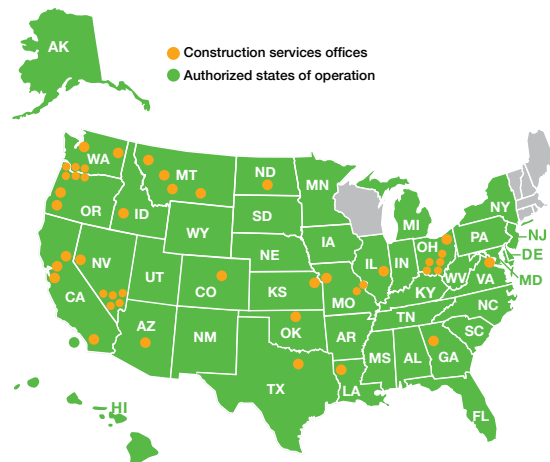 AK
Construction services offices
Authorized states of operation
WA
MT
ND
MN
OR
ID
SD
WY
MI
NY
IA
NE
PA
NJ
OH
DE
NV
UT
IL
IN
WV
VA
MD
CO
KS
MO
KY
CA
NC
TN
AZ
NM
OK
AR
SC
MS
AL
GA
TX
LA
HI
FL